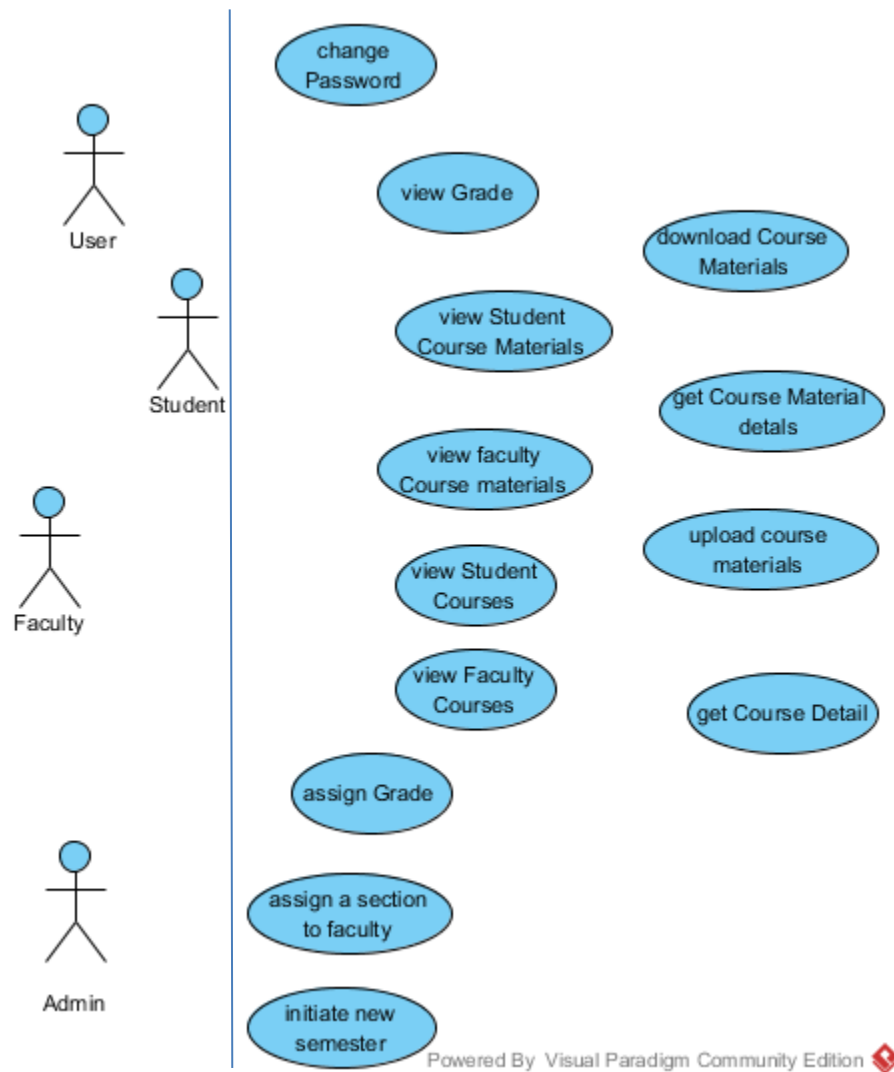 change
Password
User
view Grade
download Course
Materials
Student
view Student
Course Materials
get Course Material
detals
view faculty
Course materials
upload course
materials
Faculty
view Student
Courses
view Faculty
Courses
get Course Detail
assign Grade
assign a section
to faculty
Admin
initiate new
semester
Powered By Visual Paradigm Community Edition